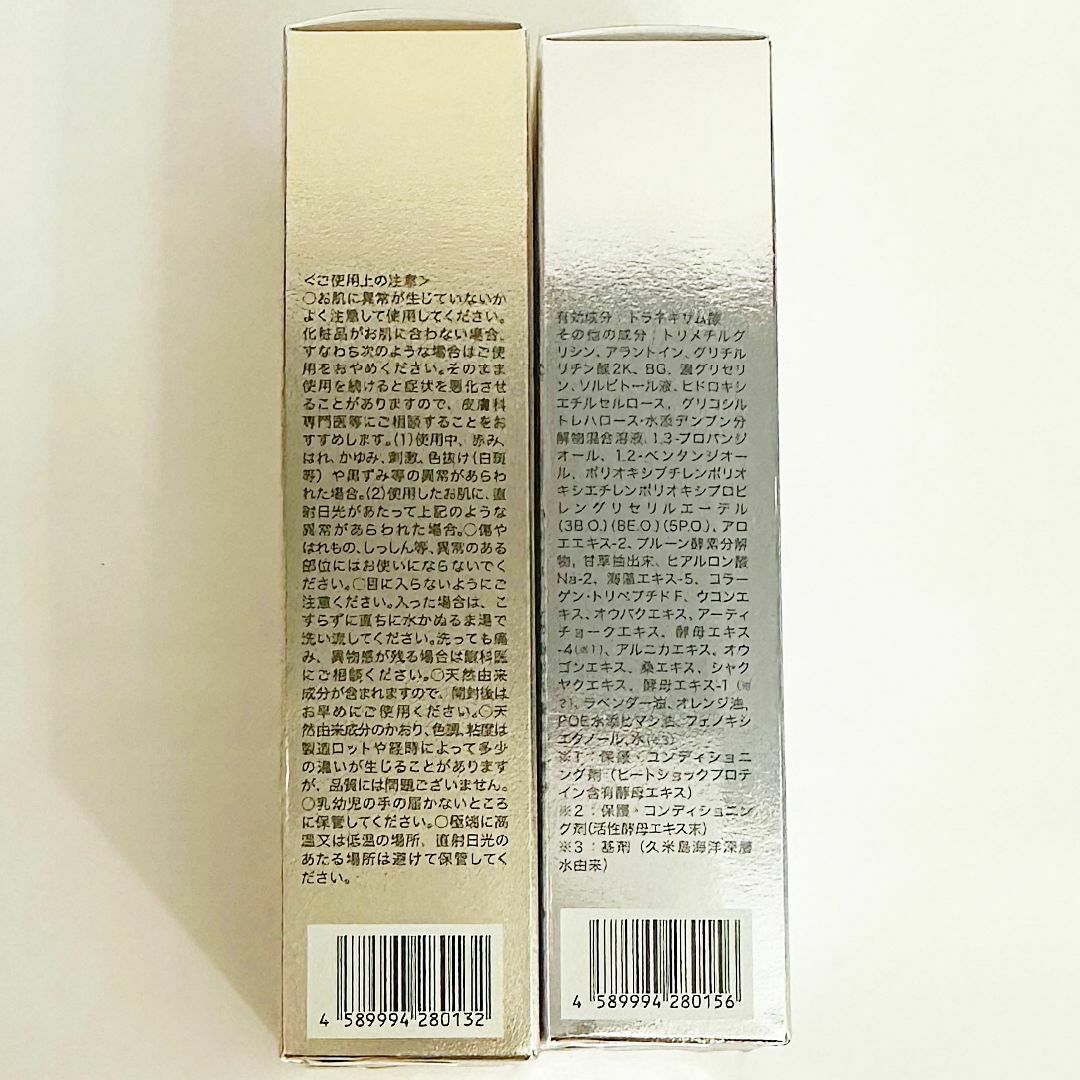 <ご使用上の注意>
○お肌に異常が生じていないか
よく注意して使用してください。
化粧品がお肌に合わない場合、
すなわち次のような場合はご使
用をおやめください。そのまま
使用を続けると症状を悪化させ
ることがありますので、皮膚科
専門医等にご相談することをお
すすめします。(1)使用中、赤み、
はれ、かゆみ、刺激、色抜け(白斑
等)や黒ずみ等の異常があらわ
れた場合。(2)使用したお肌に、直
射日光があたって上記のような
異常があらわれた場合。○傷や
はれもの、しっしん等、異常のある
部位にはお使いにならないでく
ださい。○目に入らないようにご
注意ください。入った場合は、こ
すらずに直ちに水かぬるま湯で
洗い流してください。洗っても痛
み、異物感が残る場合は眼科医
にご相談ください。○天然由来
成分が含まれますので、開封後は
お早めにご使用ください。○天
然由来成分のかおり、色調、粘度は
製造ロットや経時によって多少
の違いが生じることがあります
が、品質には問題ございません。
○乳幼児の手の届かないところ
に保管してください。○極端に高
温又は低温の場所、直射日光の
あたる場所は避けて保管してく
ださい。
4 589994 280132
有効成分:トラネキサム酸
その他の成分:トリメチルグ
リシン、アラントイン、グリチル
リチン酸2K、BG、濃グリセリ
ン、ソルビトール液、ヒドロキシ
エチルセルロース、グリコシル
トレハロース・水添デンプン分
解物混合溶液、1,3-プロパンジ
オール、1,2-ペンタンジオー
ル、ポリオキシブチレンポリオ
キシエチレンポリオキシプロピ
レングリセリルエーテル
(3B.O.)(8E.O.)(5P.O.)、アロ
エエキス-2、プルーン酵素分解
物、甘草抽出末、ヒアルロン酸
Na-2、海藻エキス-5、コラー
ゲン・トリペプチド F、ウコンエ
キス、オウバクエキス、アーティ
チョークエキス、酵母エキス
-4(※1)、アルニカエキス、オウ
ゴンエキス、桑エキス、シャク
ヤクエキス、酵母エキス-1(※
2)、ラベンダー油、オレンジ油、
POE水添ヒマシ油、フェノキシ
エタノール、水(※3)
※1:保護・コンディショニ
ング剤(ヒートショックプロテ
イン含有酵母エキス)
※2:保護・コンディショニン
グ剤(活性酵母エキス末)
※3:基剤(久米島海洋深層
水由来)
4 589994 280156